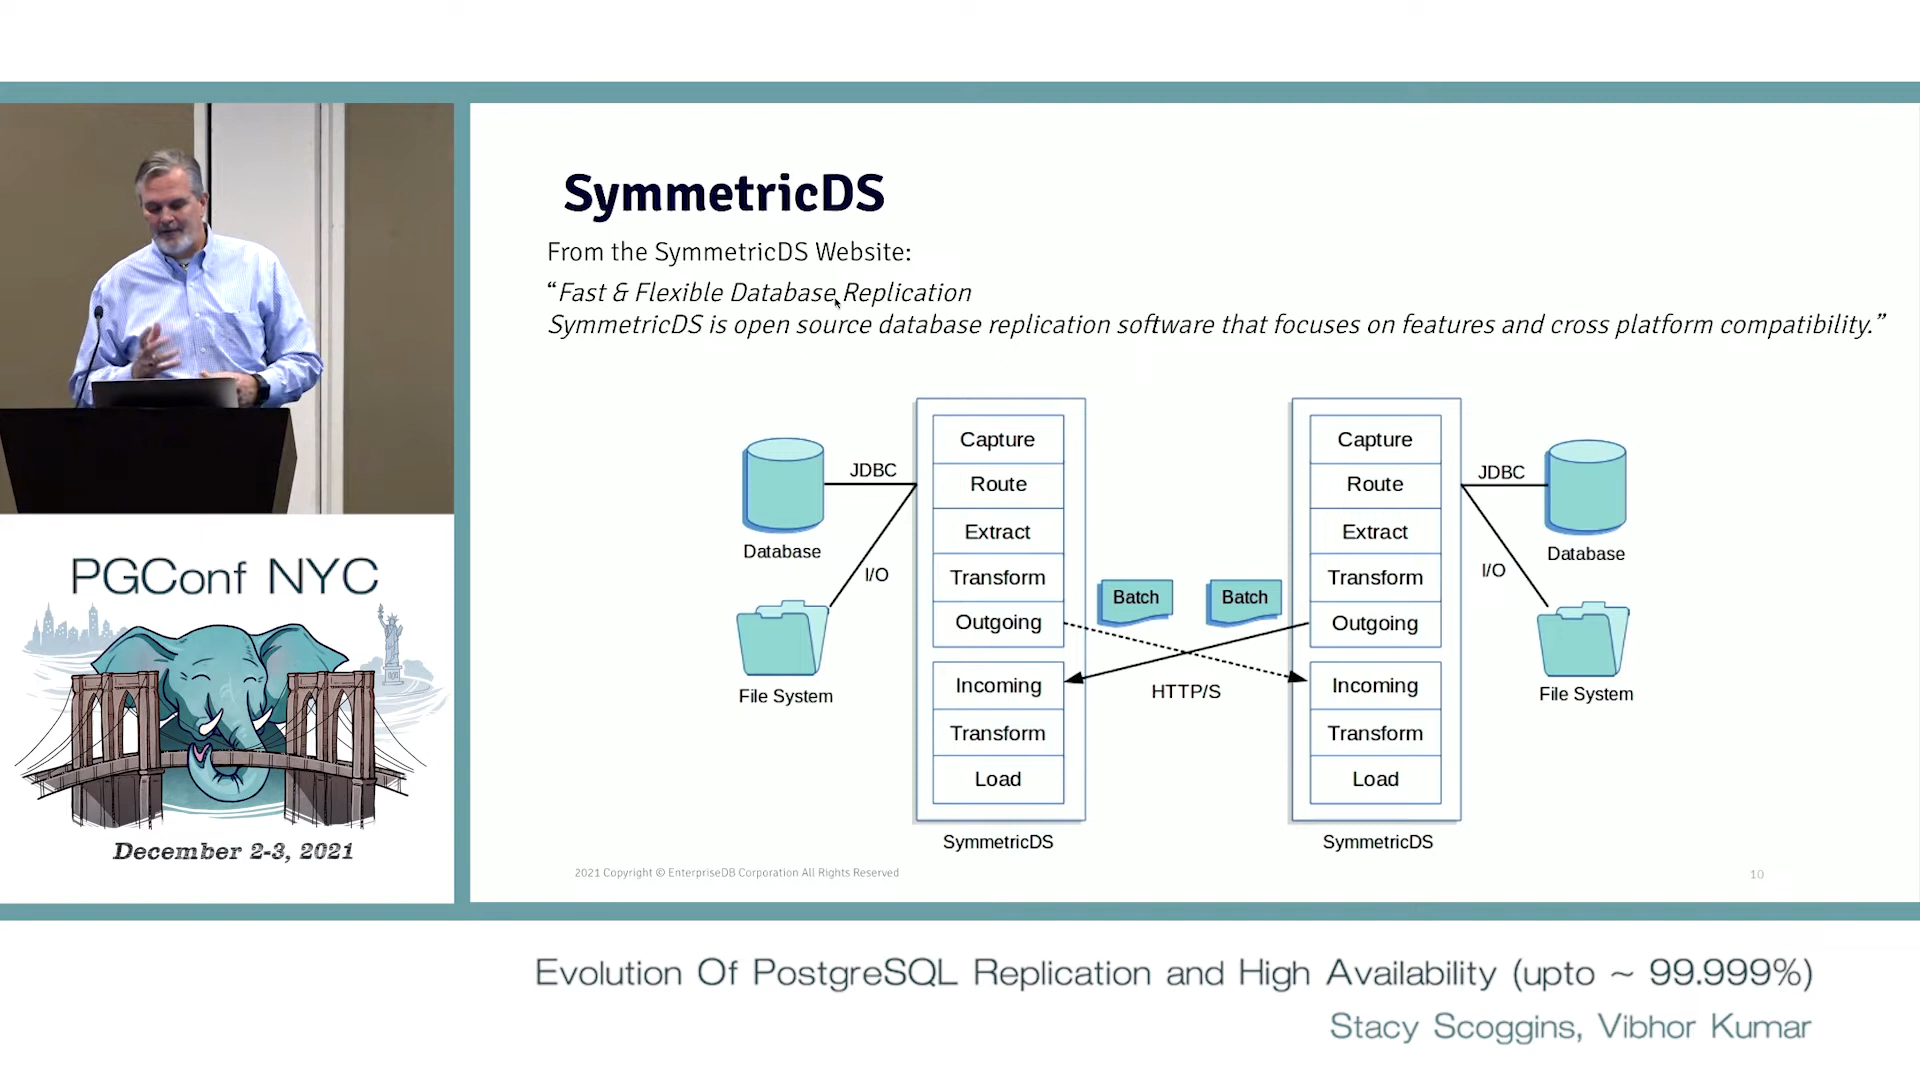 SymmetricDS
From the SymmetricDS Website:
“Fast & Flexible Database Replication
SymmetricDS is open source database replication software that focuses on features and cross platform compatibility.”
Capture
Route
Extract
Transform
Outgoing
Incoming
Transform
Load
SymmetricDS
JDBC
I/O
Database
File System
Batch
Batch
HTTP/S
Capture
Route
Extract
Transform
Outgoing
Incoming
Transform
Load
SymmetricDS
JDBC
I/O
Database
File System
2021 Copyright © EnterpriseDB Corporation All Rights Reserved
10
PGConf NYC
December 2-3, 2021
Evolution Of PostgreSQL Replication and High Availability (upto ~ 99.999%)
Stacy Scoggins, Vibhor Kumar